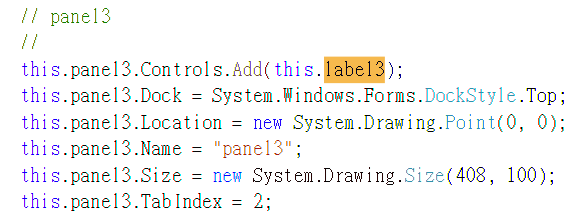 // panel3
//
this.panel3.Controls.Add(this.label3);
this.panel3.Dock = System.Windows.Forms.DockStyle.Top;
this.panel3.Location = new System.Drawing.Point(0, 0);
this.panel3.Name = "panel3";
this.panel3.Size = new System.Drawing.Size(408, 100);
this.panel3.TabIndex = 2;